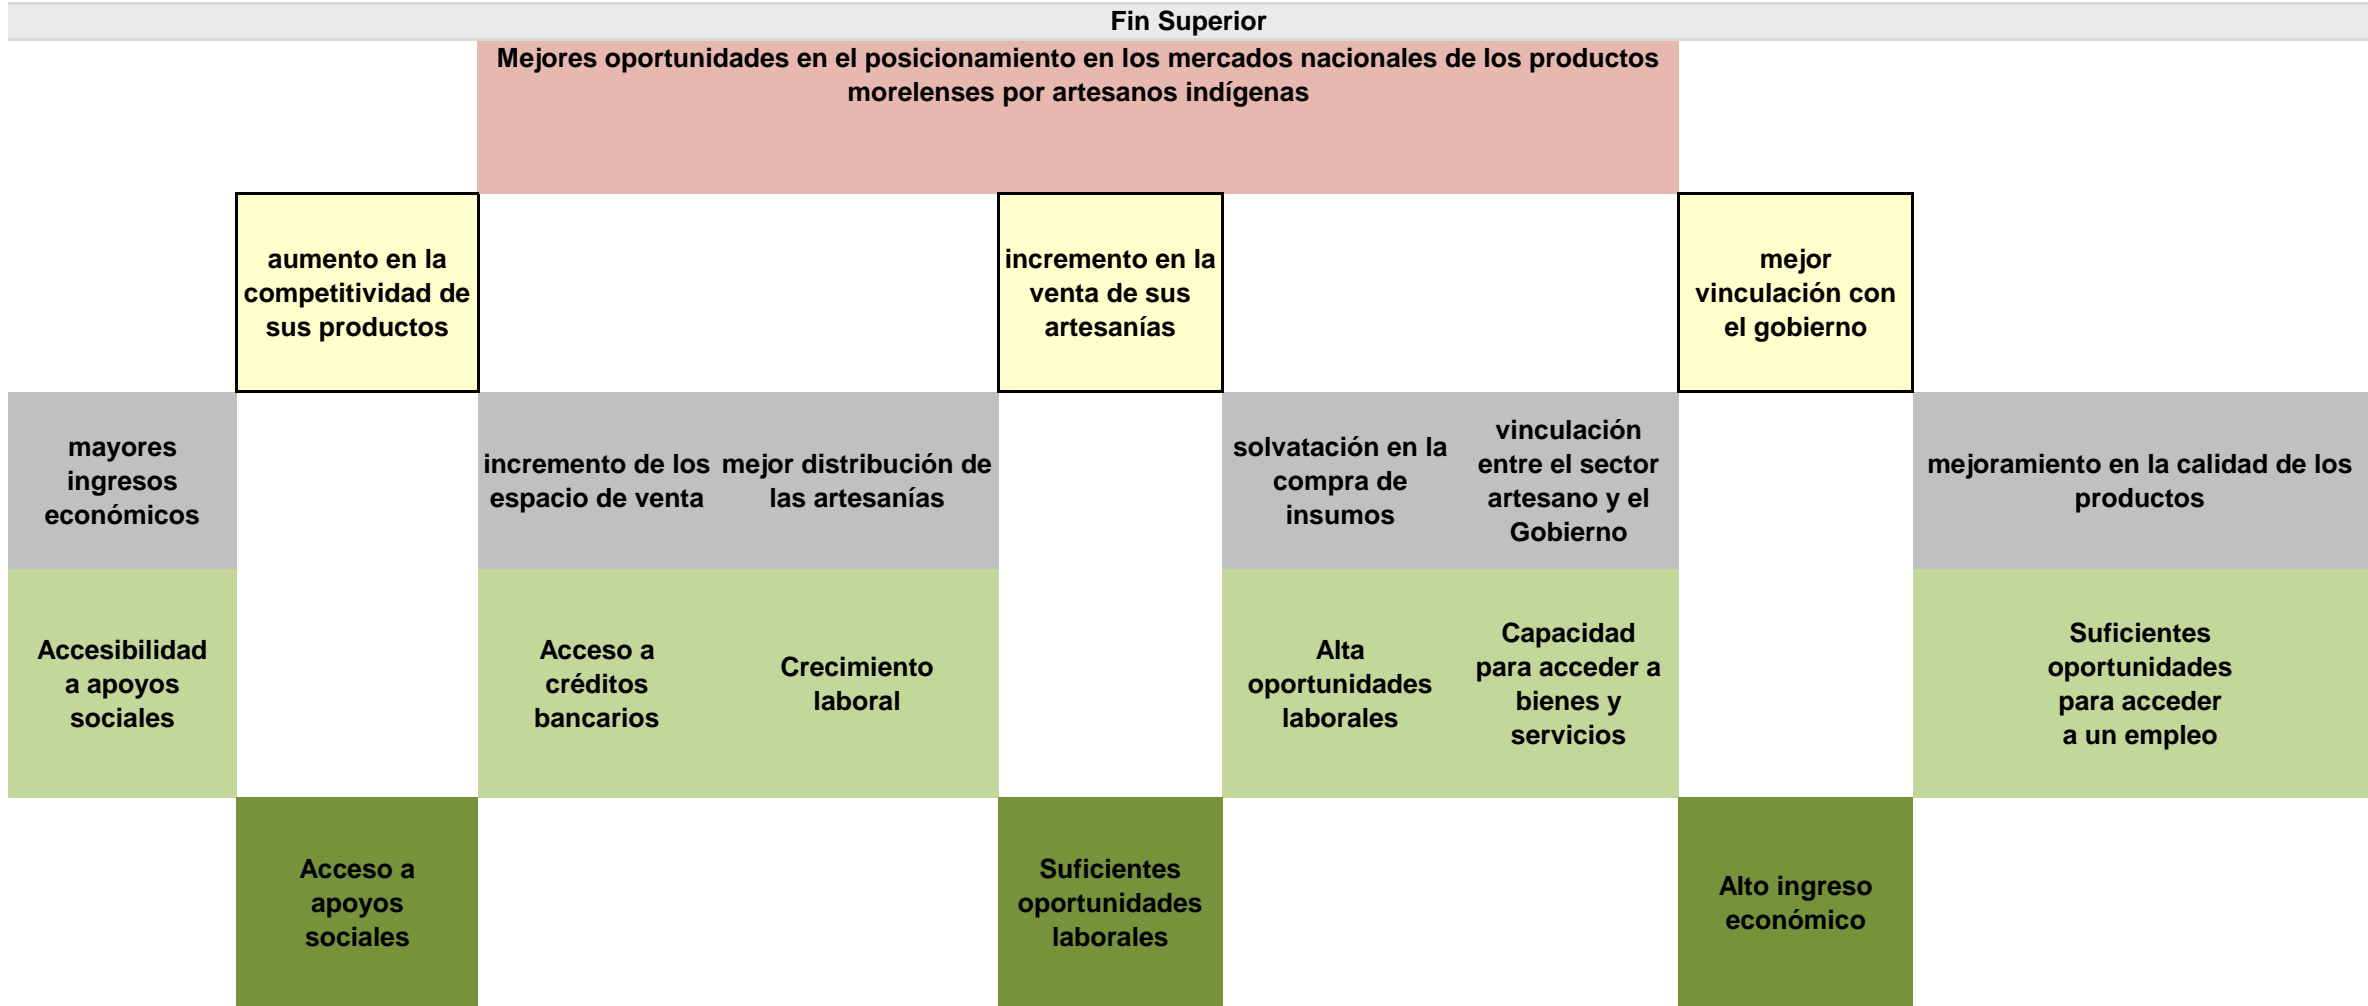 Fin Superior
Mejores oportunidades en el posicionamiento en los mercados nacionales de los productos
morelenses por artesanos indígenas
aumento en la
competitividad de
sus productos
incremento en la
venta de sus
artesanías
mejor
vinculación con
el gobierno
mayores
ingresos
económicos
incremento de los
espacio de venta
mejor distribución de
las artesanías
solvatación en la
compra de
insumos
vinculación
entre el sector
artesano y el
Gobierno
mejoramiento en la calidad de los
productos
Accesibilidad
a apoyos
sociales
Acceso a
créditos
bancarios
Crecimiento
laboral
Alta
oportunidades
laborales
Capacidad
para acceder a
bienes y
servicios
Suficientes
oportunidades
para acceder
a un empleo
Acceso a
apoyos
sociales
Suficientes
oportunidades
laborales
Alto ingreso
económico